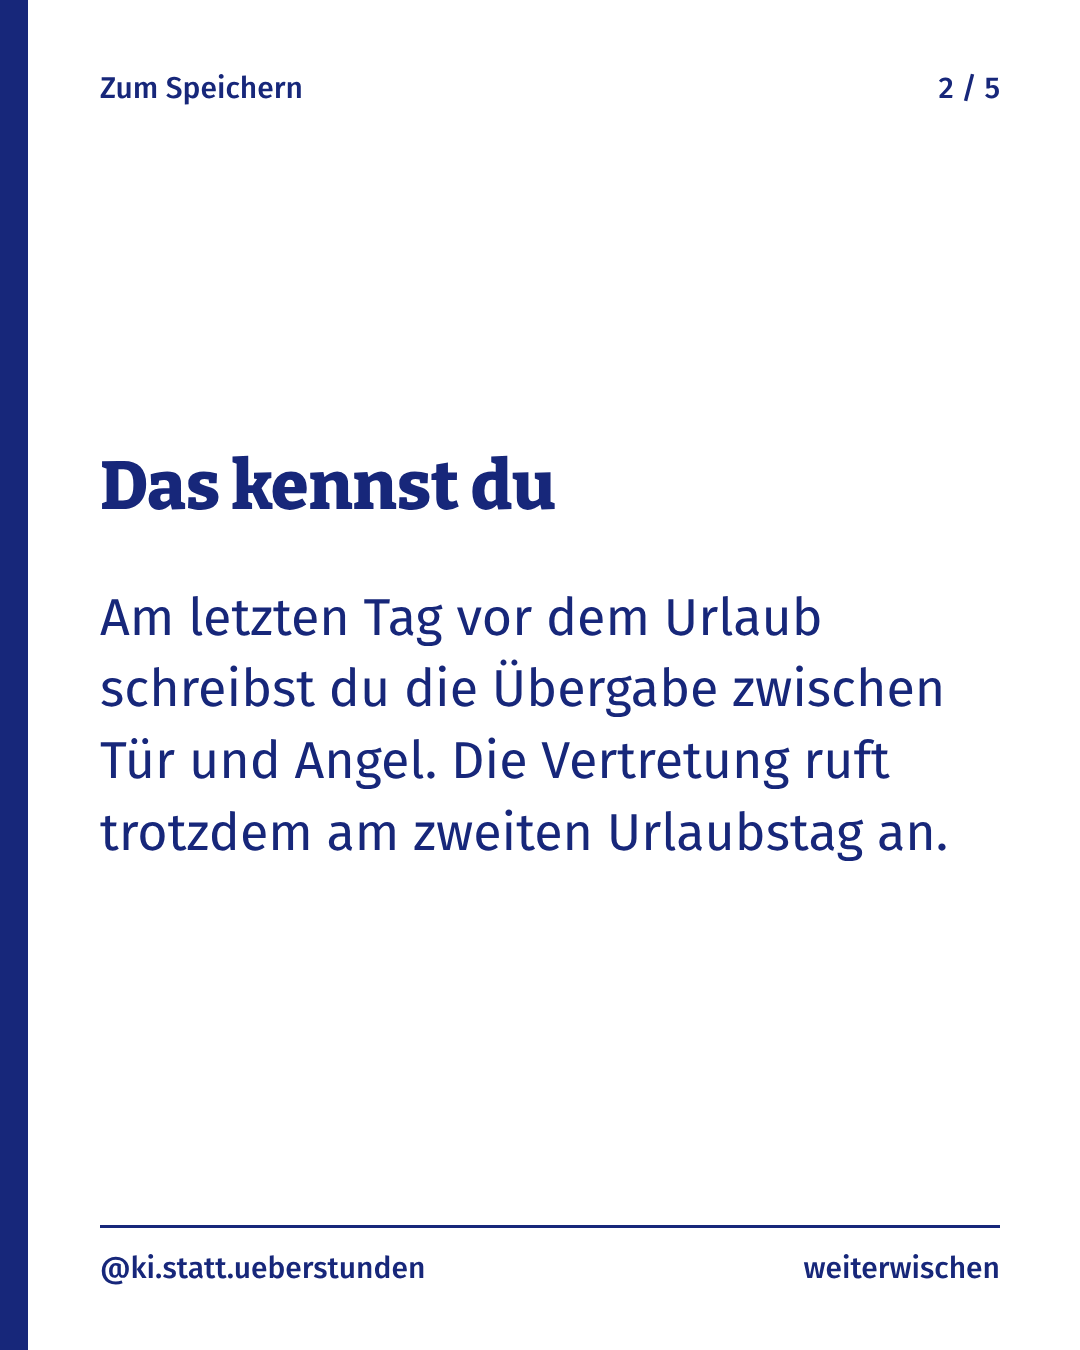 Zum Speichern
2 / 5
Das kennst du
Am letzten Tag vor dem Urlaub
schreibst du die Übergabe zwischen
Tür und Angel. Die Vertretung ruft
trotzdem am zweiten Urlaubstag an.
@ki.statt.ueberstunden
weiterwischen